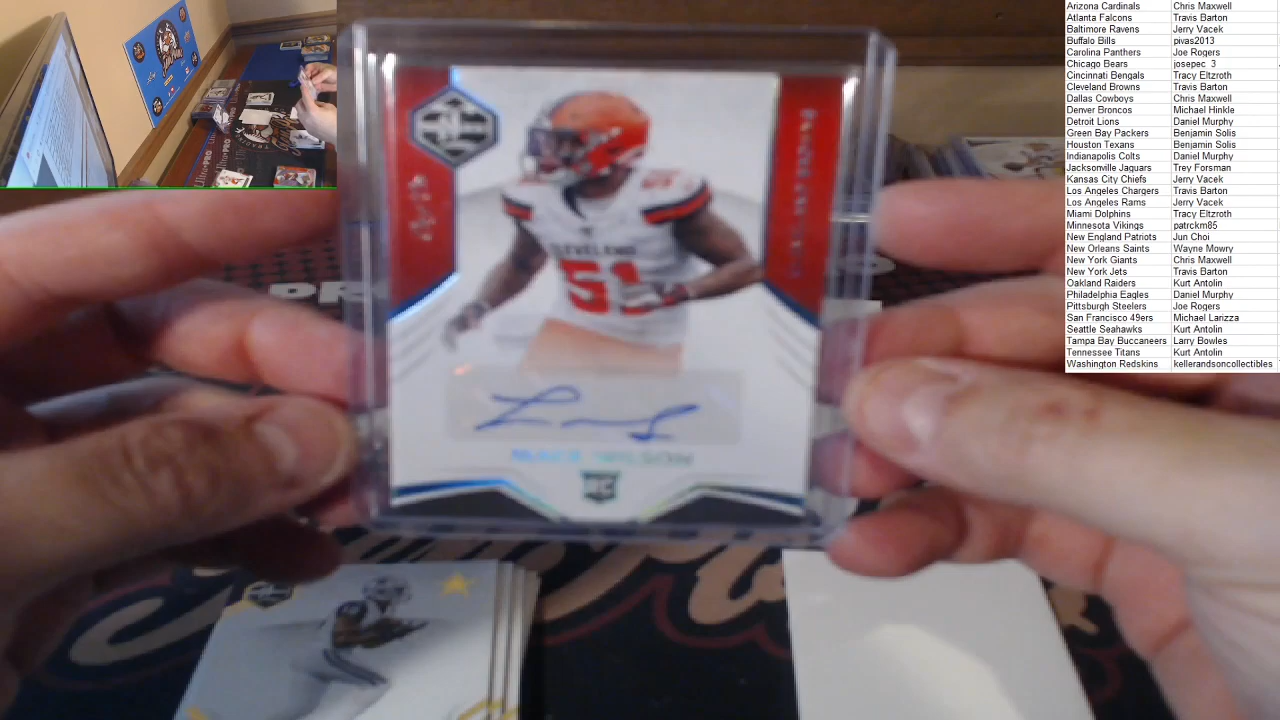 Arizona Cardinals Chris Maxwell
Atlanta Falcons Travis Barton
Baltimore Ravens Jerry Vacek
Buffalo Bills pivas2013
Carolina Panthers Joe Rogers
Chicago Bears josepec 3
Cincinnati Bengals Tracy Eltzroth
Cleveland Browns Travis Barton
Dallas Cowboys Chris Maxwell
Denver Broncos Michael Hinkle
Detroit Lions Daniel Murphy
Green Bay Packers Benjamin Solis
Houston Texans Benjamin Solis
Indianapolis Colts Daniel Murphy
Jacksonville Jaguars Trey Forsman
Kansas City Chiefs Jerry Vacek
Los Angeles Chargers Travis Barton
Los Angeles Rams Jerry Vacek
Miami Dolphins Tracy Eltzroth
Minnesota Vikings patrckm85
New England Patriots Jun Choi
New Orleans Saints Wayne Mowry
New York Giants Chris Maxwell
New York Jets Travis Barton
Oakland Raiders Kurt Antolin
Philadelphia Eagles Daniel Murphy
Pittsburgh Steelers Joe Rogers
San Francisco 49ers Michael Larizza
Seattle Seahawks Kurt Antolin
Tampa Bay Buccaneers Larry Bowles
Tennessee Titans Kurt Antolin
Washington Redskins kellerandsoncollectibles
CLEVELAND
51
MACK WILSON
RC